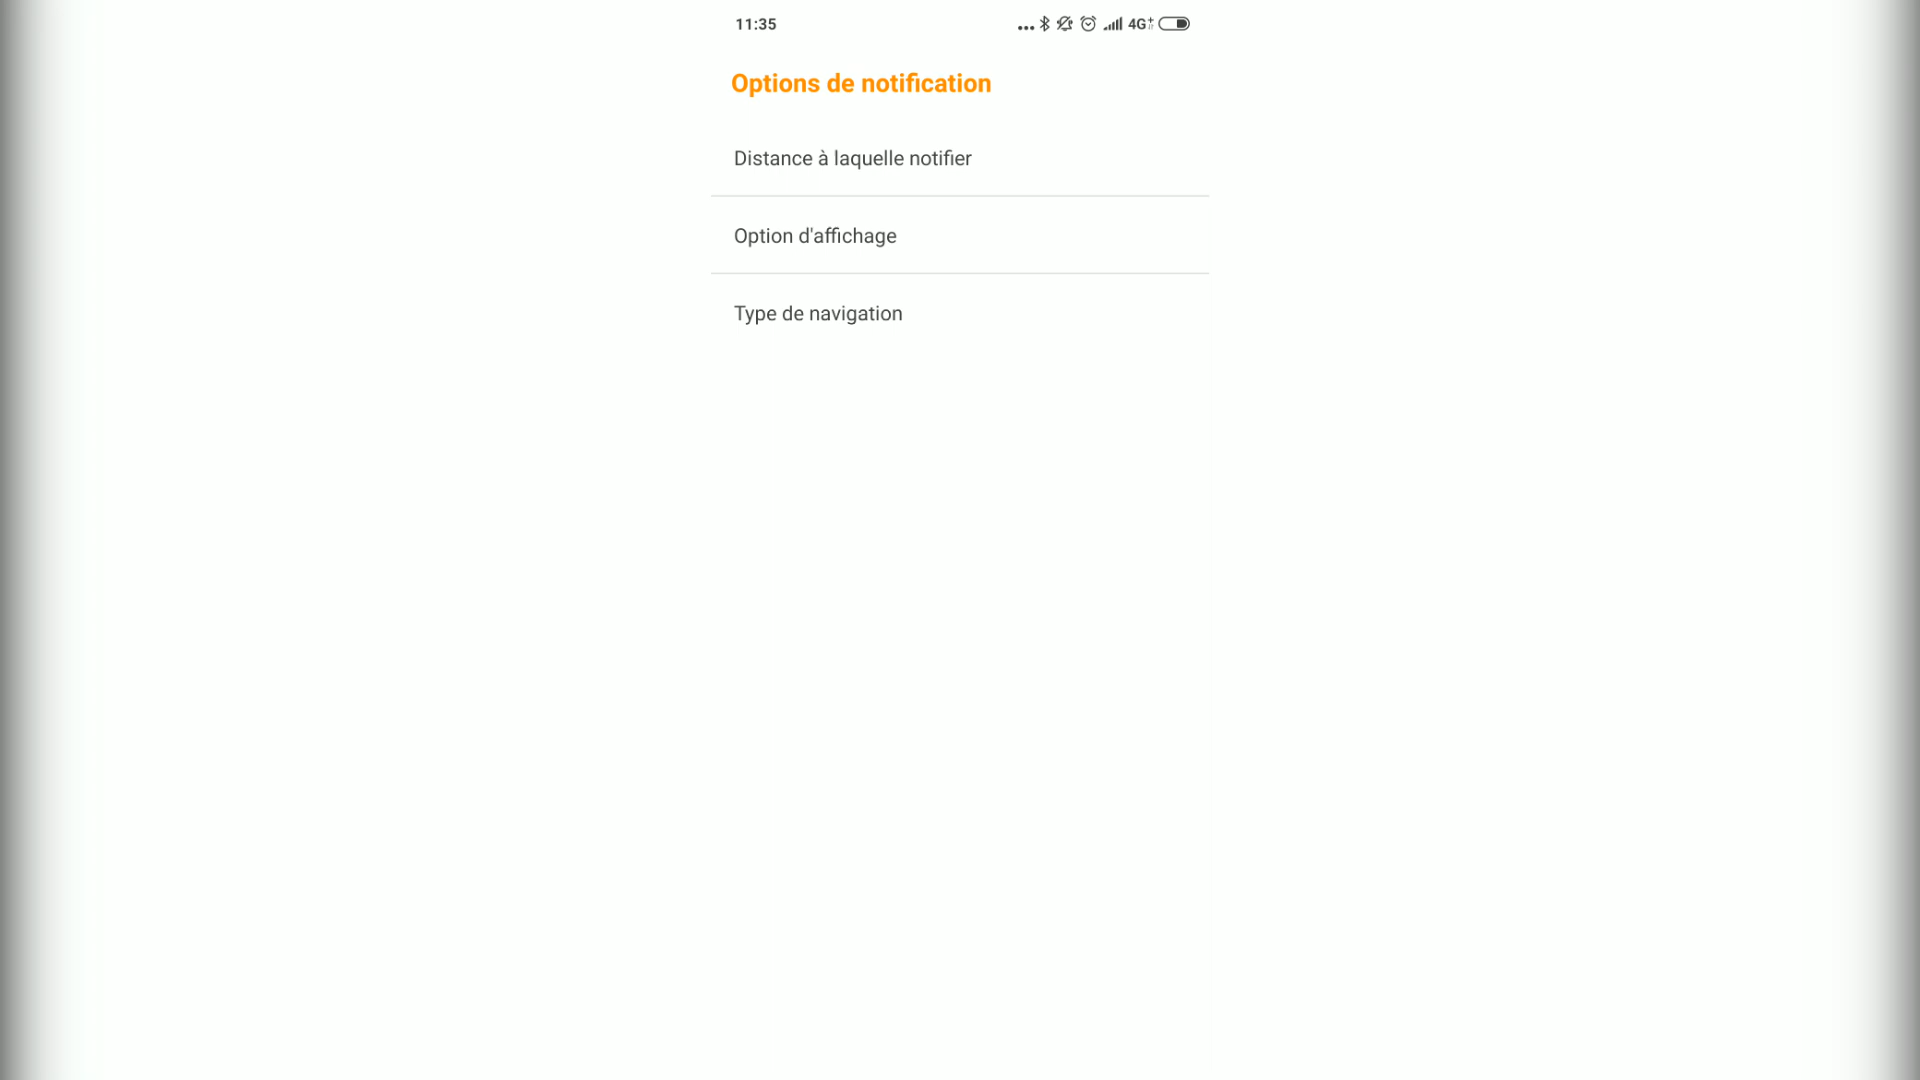 11:35
4G+
Options de notification
Distance à laquelle notifier
Option d'affichage
Type de navigation